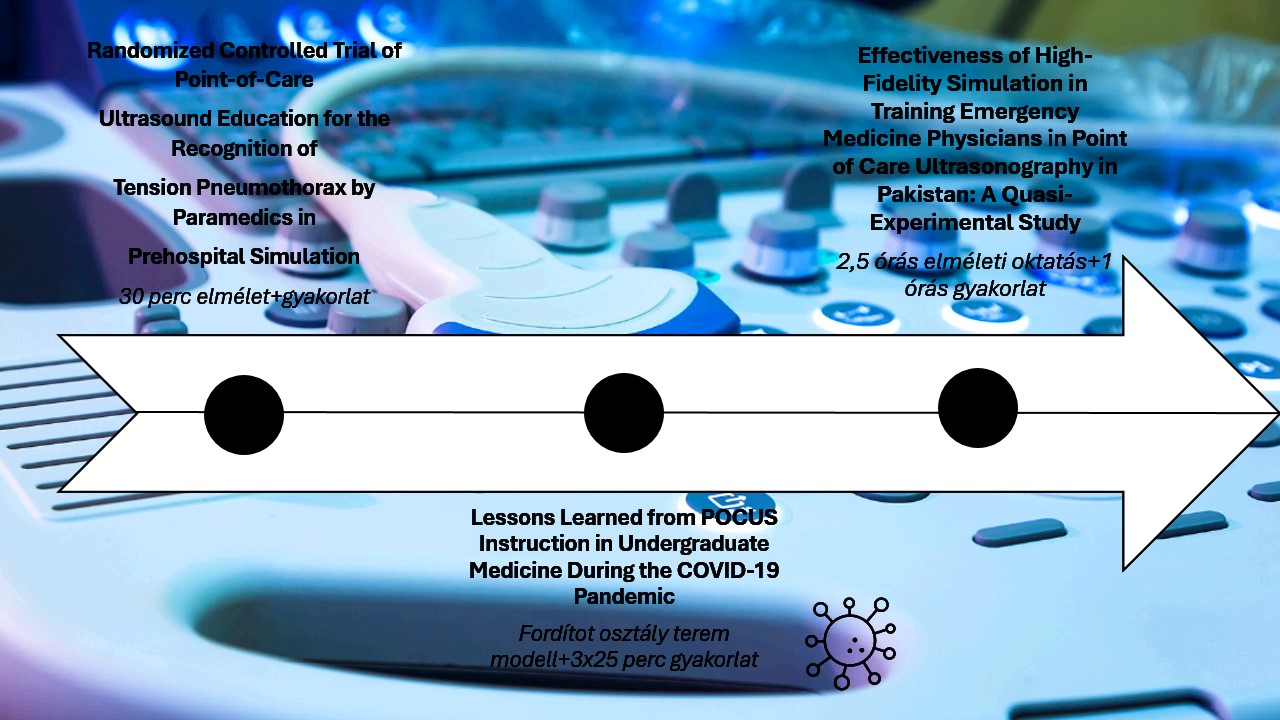 Randomized Controlled Trial of
Point-of-Care
Ultrasound Education for the
Recognition of
Tension Pneumothorax by
Paramedics in
Prehospital Simulation
30 perc elmélet+gyakorlat
Effectiveness of High-
Fidelity Simulation in
Training Emergency
Medicine Physicians in Point
of Care Ultrasonography in
Pakistan: A Quasi-
Experimental Study
2,5 órás elméleti oktatás+1
órás gyakorlat
Lessons Learned from POCUS
Instruction in Undergraduate
Medicine During the COVID-19
Pandemic
Fordítot osztály terem
modell+3x25 perc gyakorlat